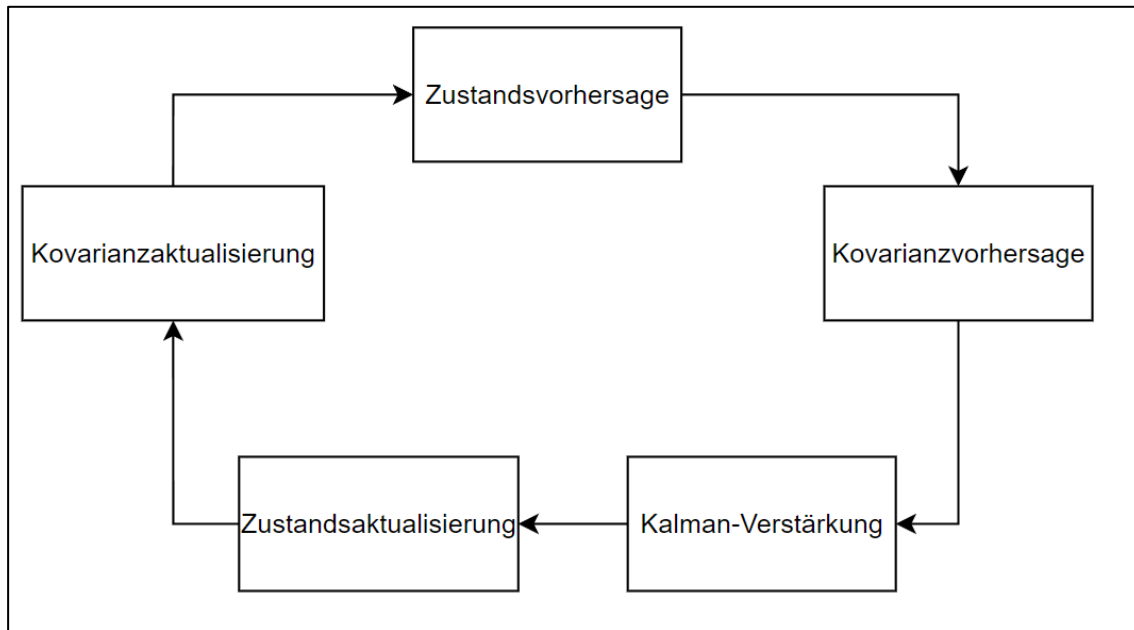 Zustandsvorhersage
Kovarianzaktualisierung
Kovarianzvorhersage
Zustandsaktualisierung
Kalman-Verstärkung